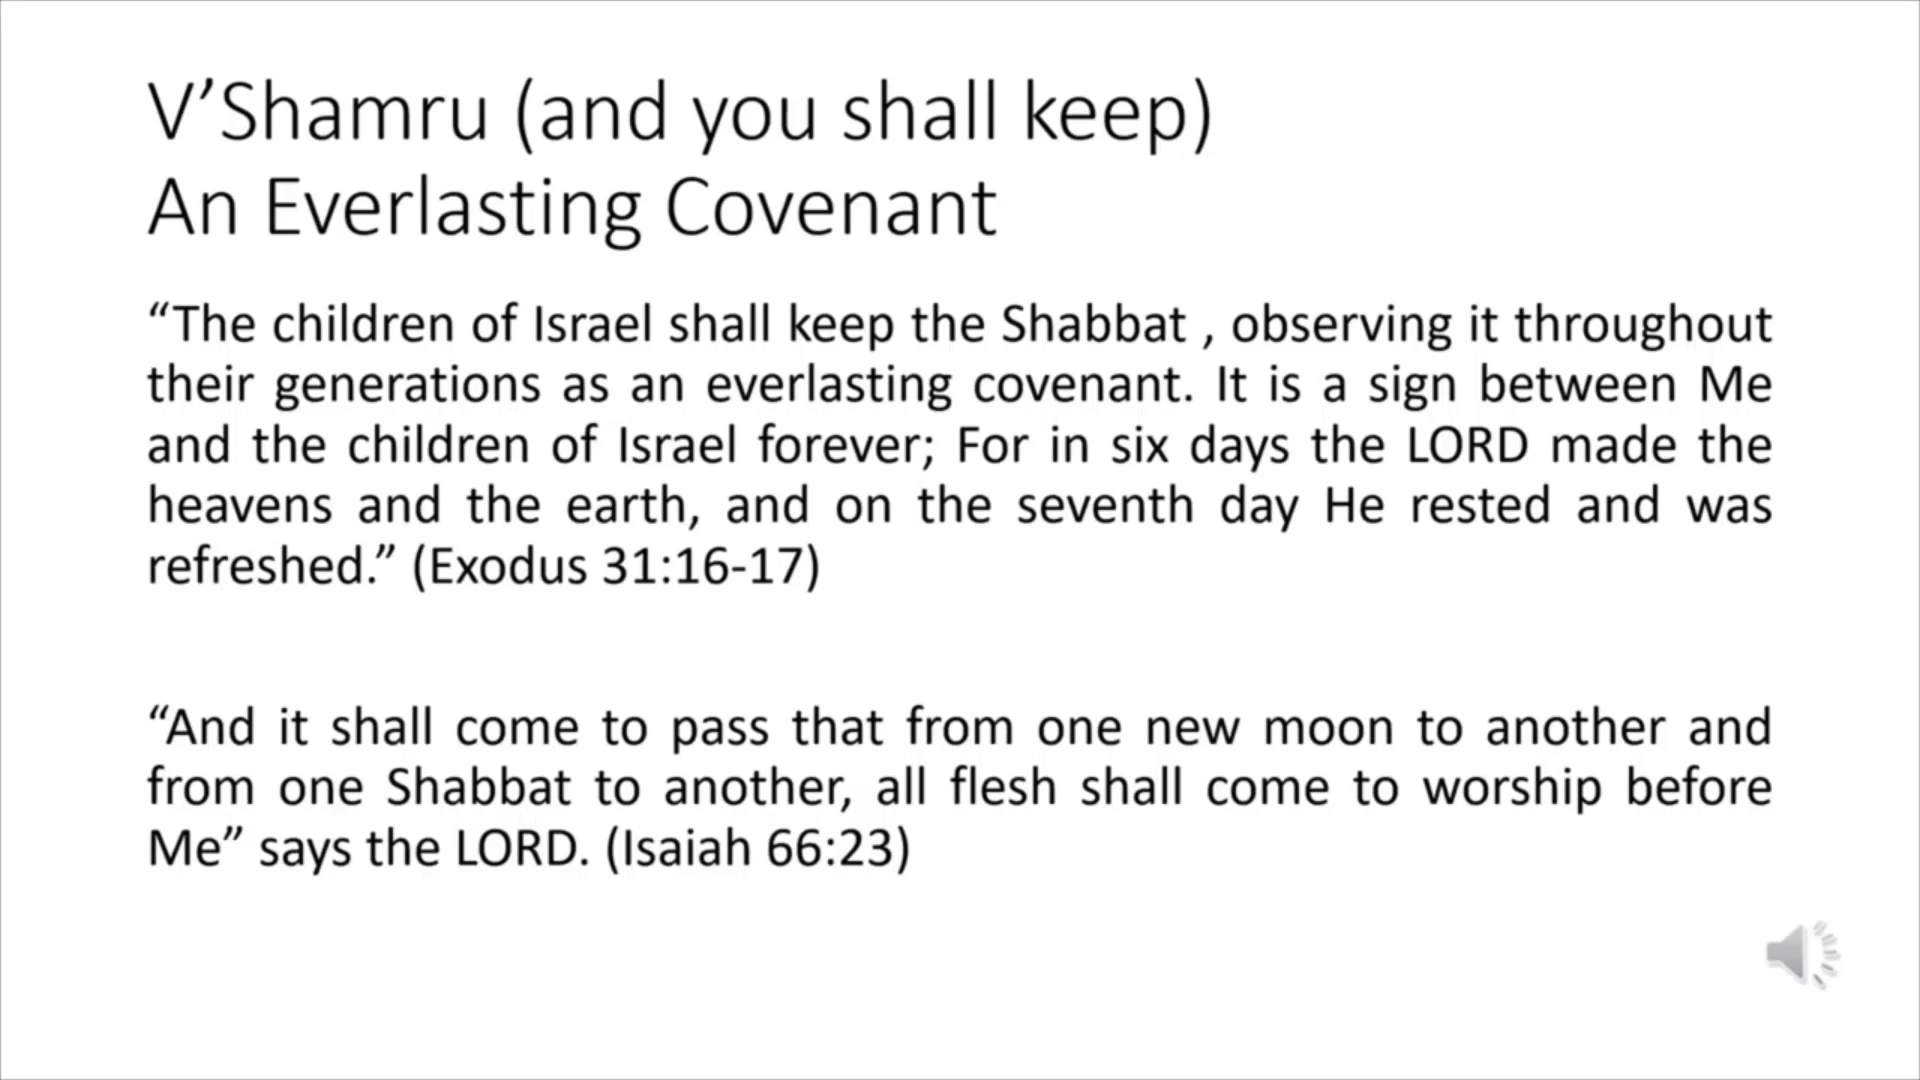 V’Shamru (and you shall keep)
An Everlasting Covenant
“The children of Israel shall keep the Shabbat , observing it throughout
their generations as an everlasting covenant. It is a sign between Me
and the children of Israel forever; For in six days the LORD made the
heavens and the earth, and on the seventh day He rested and was
refreshed.” (Exodus 31:16-17)
“And it shall come to pass that from one new moon to another and
from one Shabbat to another, all flesh shall come to worship before
Me” says the LORD. (Isaiah 66:23)